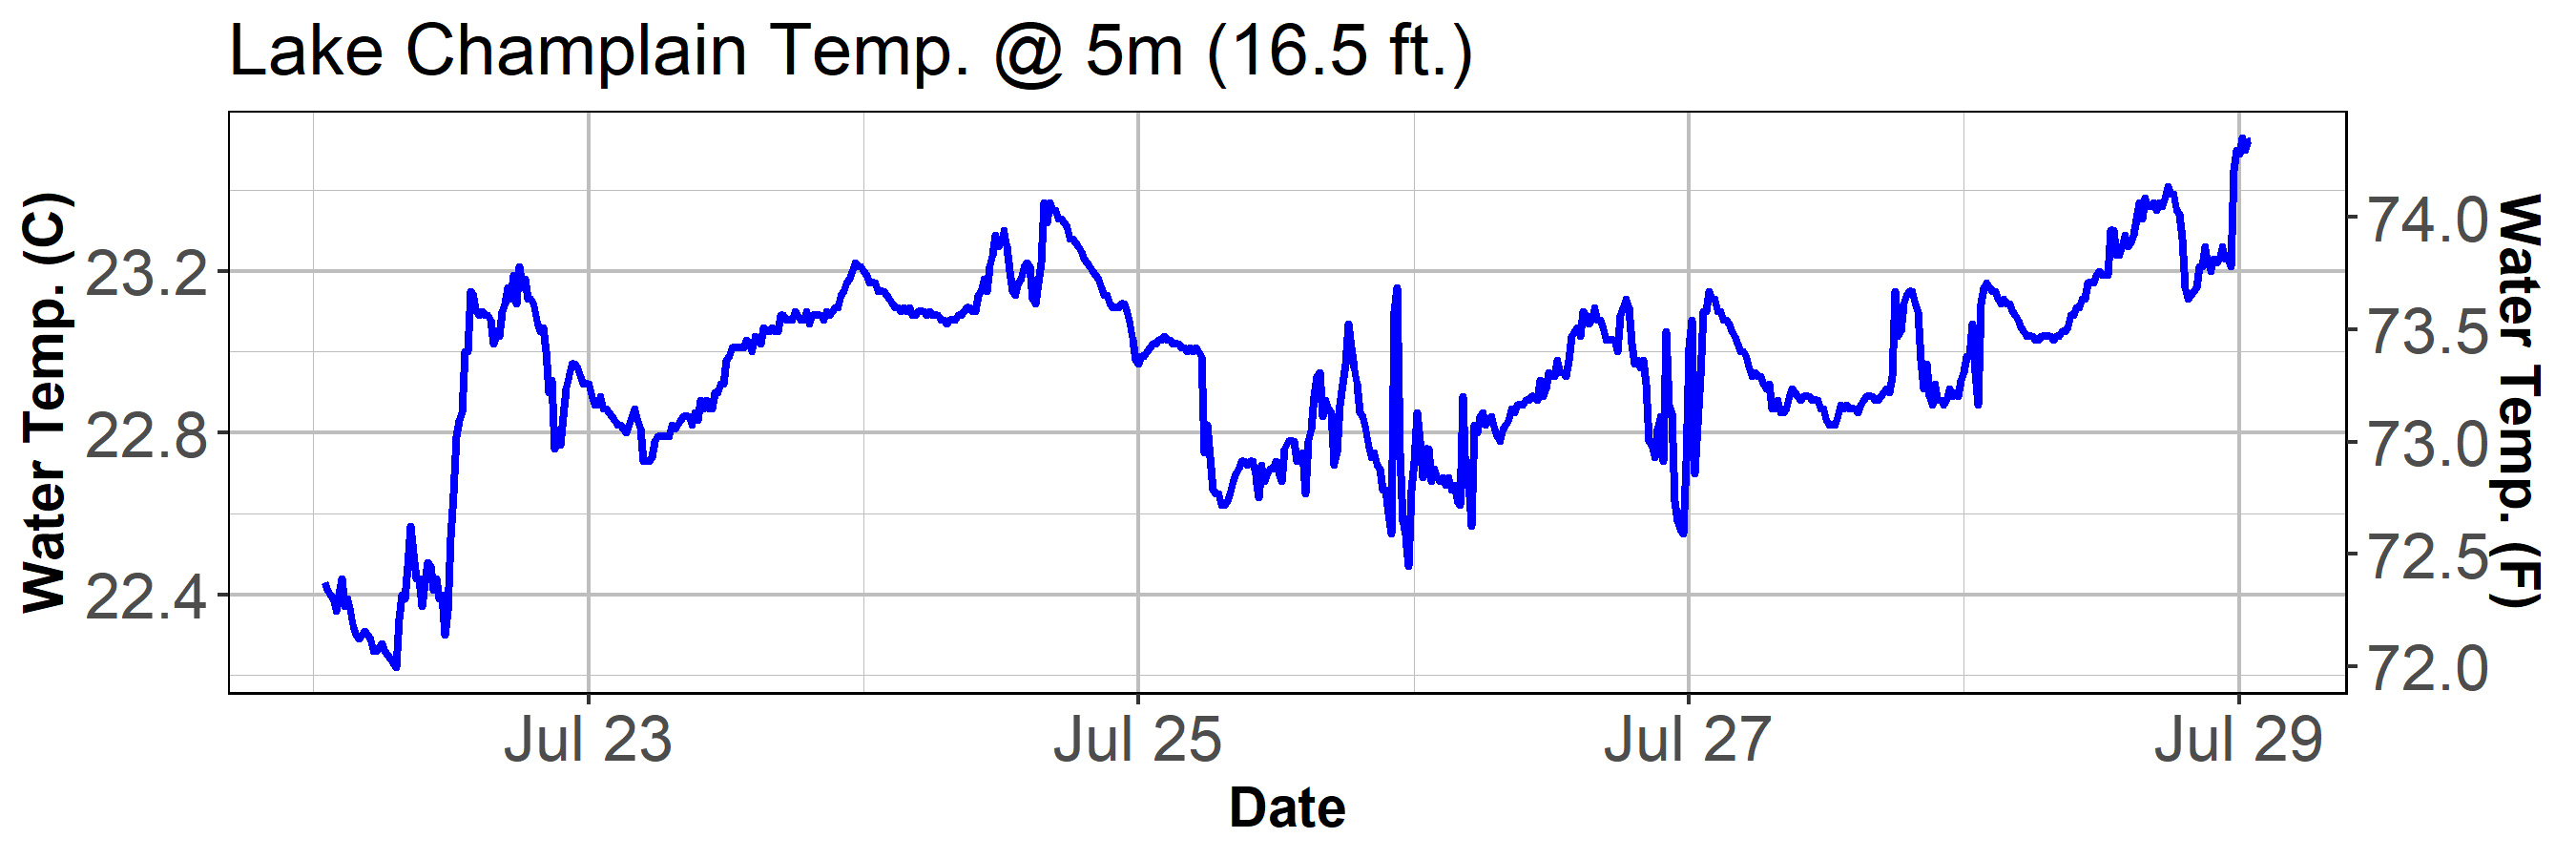 Lake Champlain Temp. @ 5m (16.5 ft.)
Water Temp. (C)
23.2
22.8
22.4
74.0
73.5
73.0
72.5
72.0
Water Temp. (F)
Jul 23
Jul 25
Jul 27
Jul 29
Date